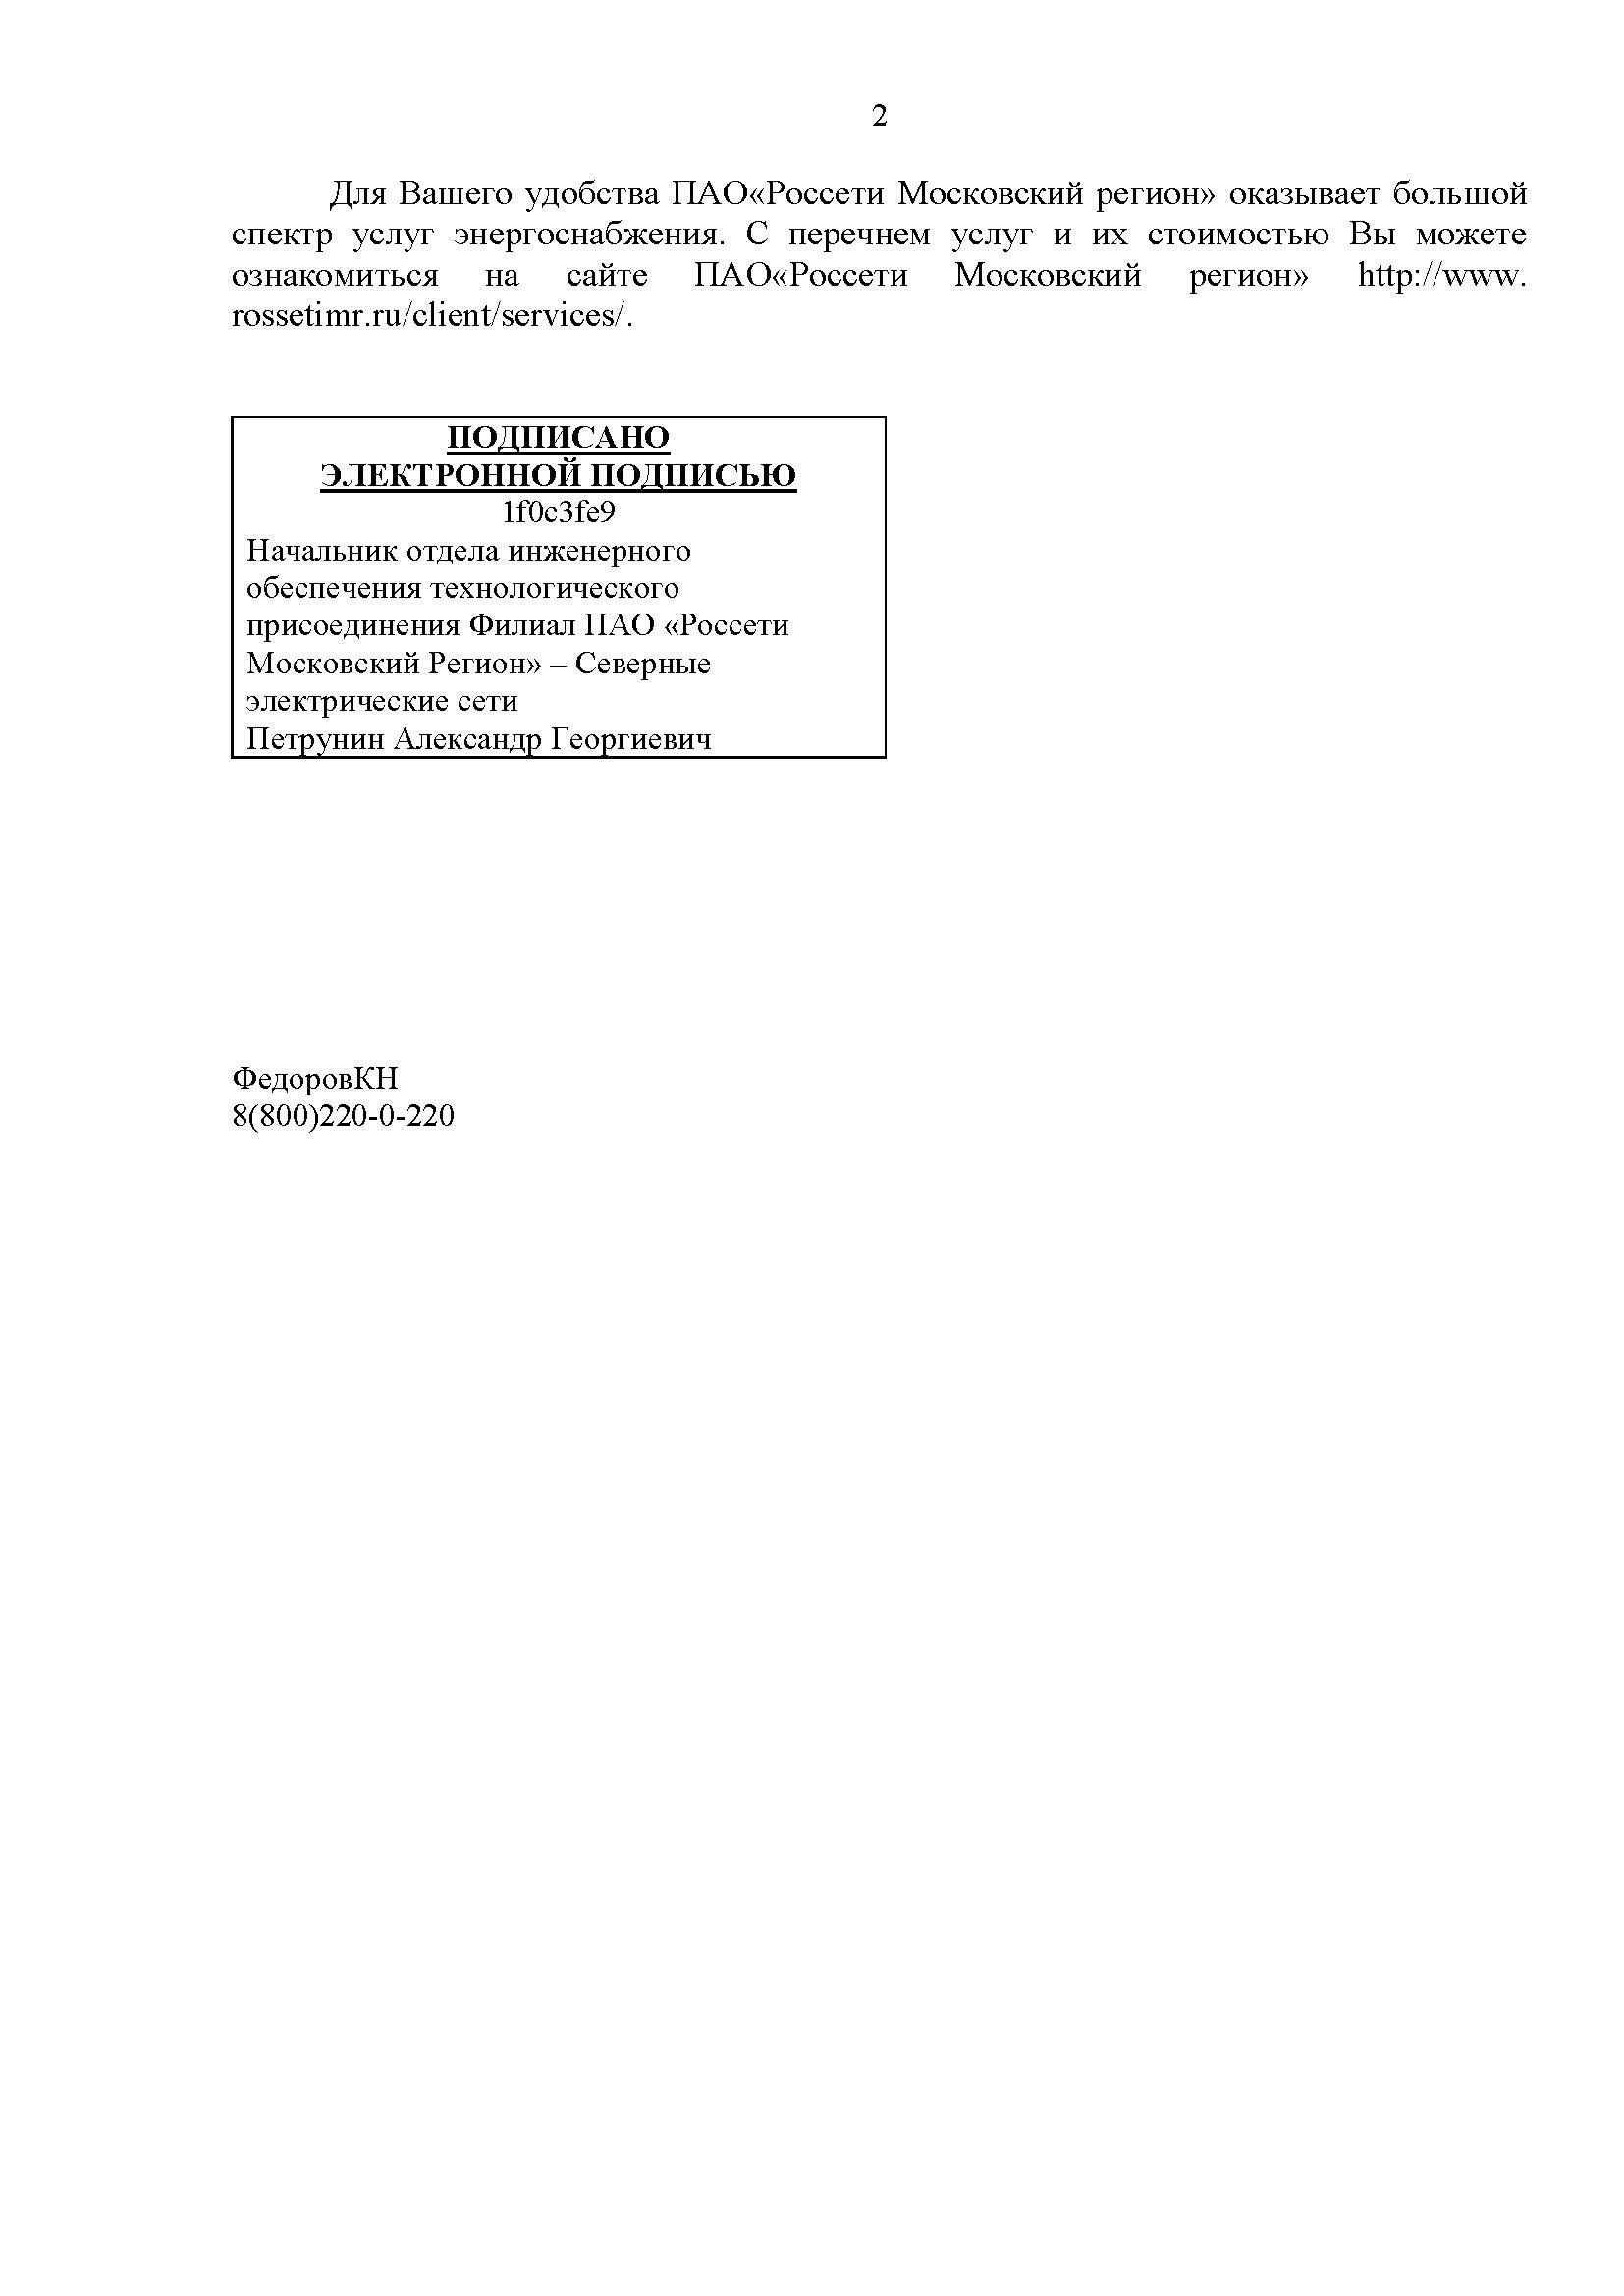 2
Для Вашего удобства ПАО«Россети Московский регион» оказывает большой
спектр услуг энергоснабжения. С перечнем услуг и их стоимостью Вы можете
ознакомиться на сайте ПАО«Россети Московский регион» http://www.
rossetimr.ru/client/services/.
ПОДПИСАНО
ЭЛЕКТРОННОЙ ПОДПИСЬЮ
1f0c3fe9
Начальник отдела инженерного
обеспечения технологического
присоединения Филиал ПАО «Россети
Московский Регион» – Северные
электрические сети
Петрунин Александр Георгиевич
ФедоровКН
8(800)220-0-220